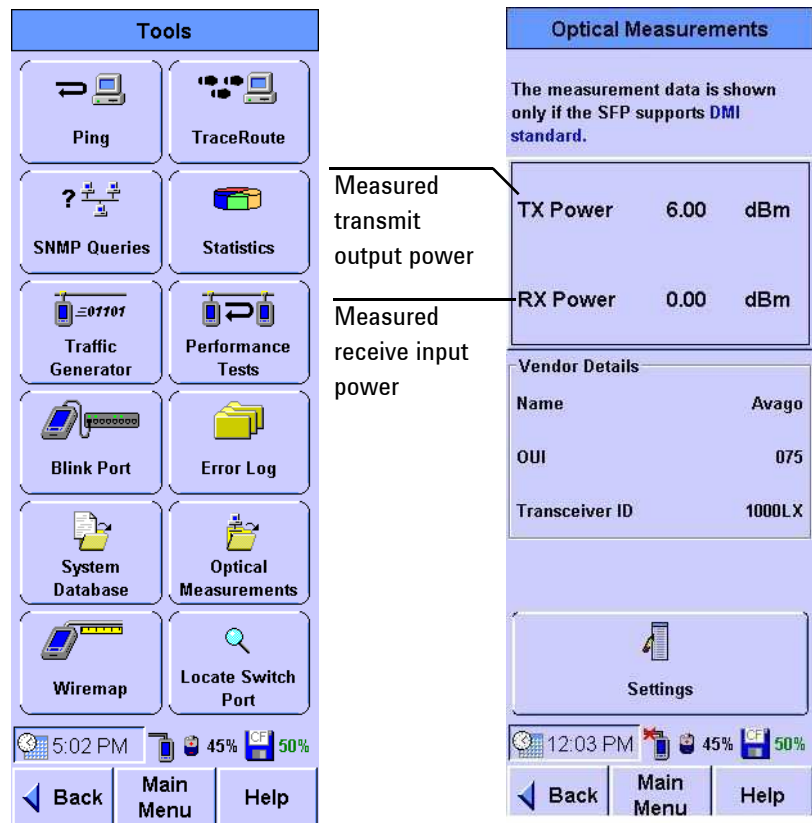 Tools
Ping
TraceRoute
?
SNMP Queries
Statistics
01101
Traffic
Generator
Performance
Tests
Blink Port
Error Log
System
Database
Optical
Measurements
Wiremap
Locate Switch
Port
5:02 PM
45%
CF
50%
Back
Main
Menu
Help
Measured
transmit
output power
Measured
receive input
power
Optical Measurements
The measurement data is shown
only if the SFP supports DMI
standard.
TX Power 6.00 dBm
RX Power 0.00 dBm
Vendor Details
Name Avago
OUI 075
Transceiver ID 1000LX
Settings
12:03 PM
45%
CF
50%
Back
Main
Menu
Help